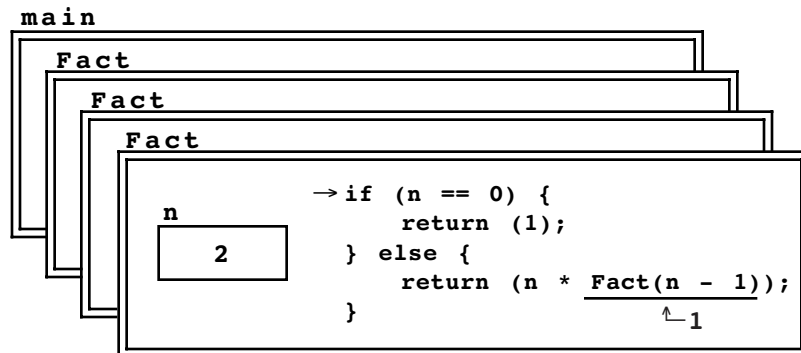 main
Fact
Fact
Fact
→ if (n == 0) {
n
return (1);
2
} else {
return (n * Fact(n – 1));
}
1